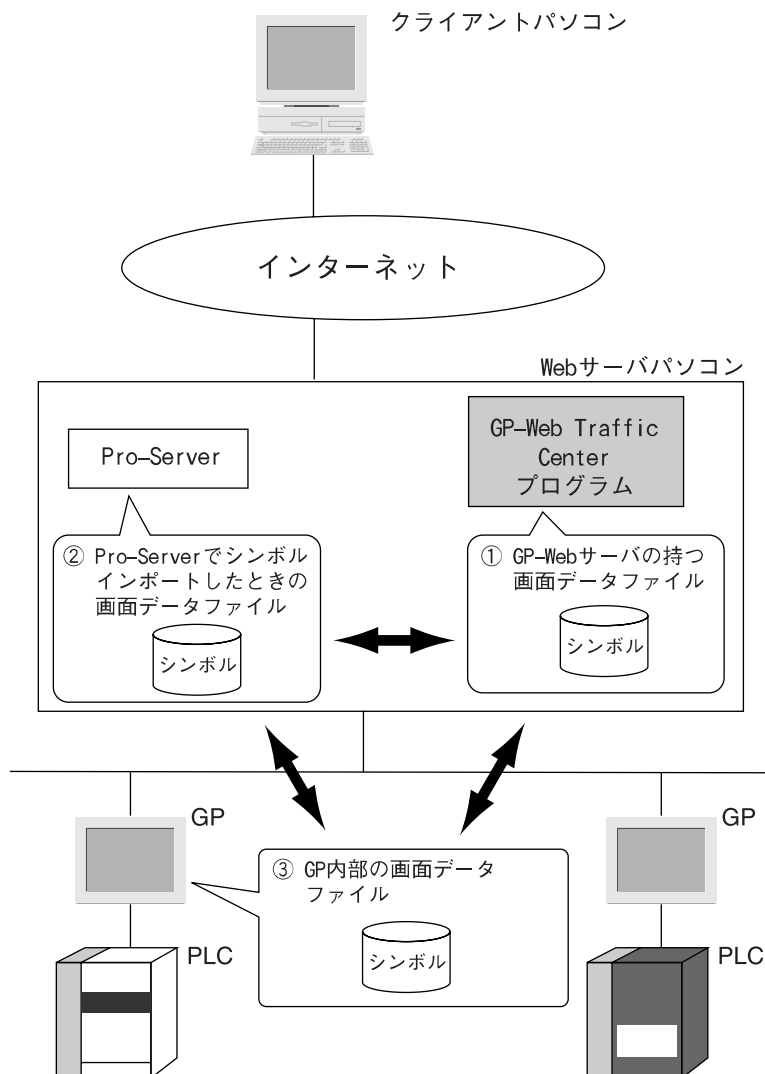 クライアントパソコン
インターネット
Webサーバパソコン
Pro-Server
GP-Web Traffic
Center
プログラム
② Pro-Serverでシンボル
インポートしたときの
画面データファイル
シンボル
① GP-Webサーバの持つ
画面データファイル
シンボル
GP
GP
③ GP内部の画面データ
ファイル
シンボル
PLC
PLC